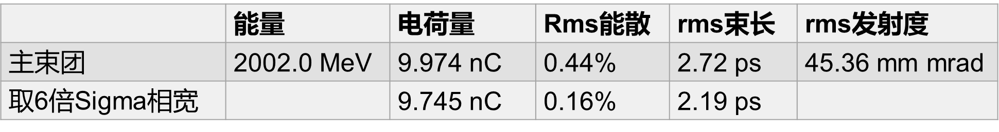 能量 电荷量 Rms能散 rms束长 rms发射度
主束团 2002.0 MeV 9.974 nC 0.44% 2.72 ps 45.36 mm mrad
取6倍Sigma相宽 9.745 nC 0.16% 2.19 ps